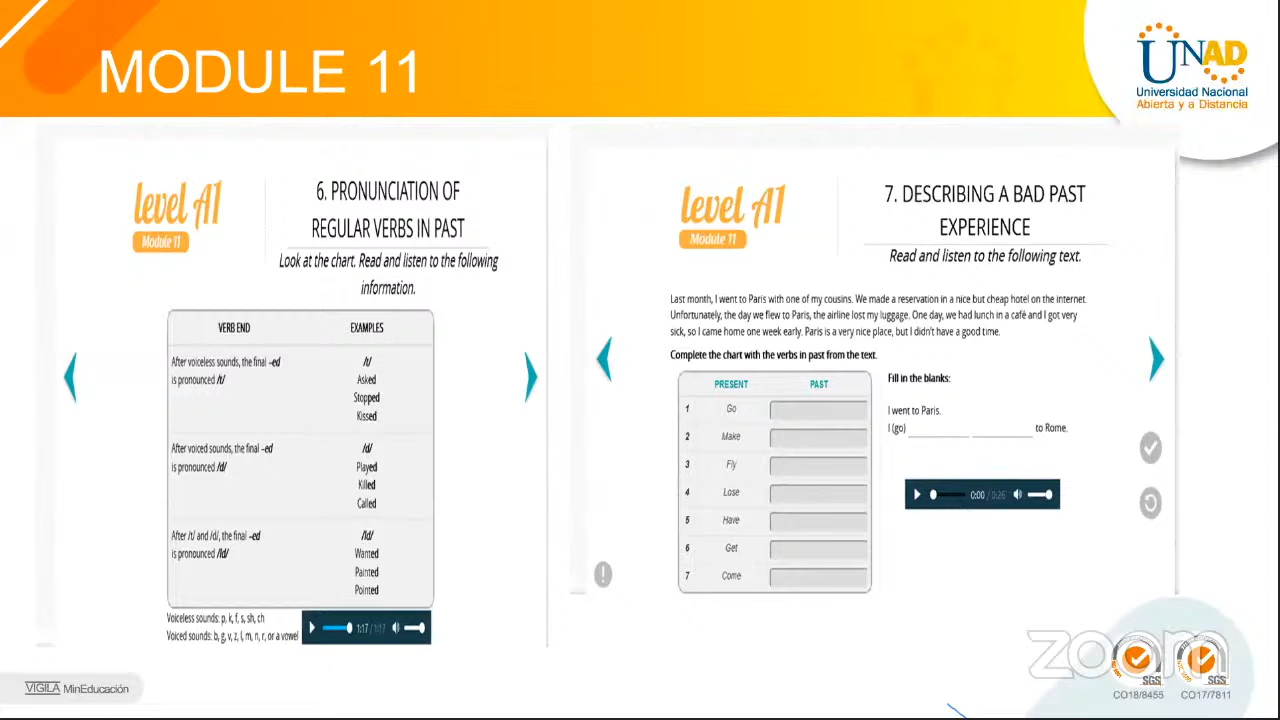 MODULE 11
UNAD
Universidad Nacional
Abierta y a Distancia
level A1
Module 11
6. PRONUNCIATION OF
REGULAR VERBS IN PAST
Look at the chart. Read and listen to the following
information.
VERB END EXAMPLES
After voiceless sounds, the final –ed /t/
is pronounced /t/ Asked
Stopped
Kissed
After voiced sounds, the final –ed /d/
is pronounced /d/ Played
Killed
Called
After /t/ and /d/, the final –ed /Id/
is pronounced /Id/ Wanted
Painted
Pointed
Voiceless sounds: p, k, f, s, sh, ch
Voiced sounds: b, g, v, z, l, m, n, r, or a vowel
1:17 / 1:17
level A1
Module 11
7. DESCRIBING A BAD PAST
EXPERIENCE
Read and listen to the following text.
Last month, I went to Paris with one of my cousins. We made a reservation in a nice but cheap hotel on the internet.
Unfortunately, the day we flew to Paris, the airline lost my luggage. One day, we had lunch in a café and I got very
sick, so I came home one week early. Paris is a very nice place, but I didn't have a good time.
Complete the chart with the verbs in past from the text.
PRESENT PAST
1 Go
2 Make
3 Fly
4 Lose
5 Have
6 Get
7 Come
Fill in the blanks:
I went to Paris.
I (go) __________ __________ to Rome.
0:00 / 0:26
zoom
SGS SGS
CO18/8455 CO17/7811
VIGILA MinEducación